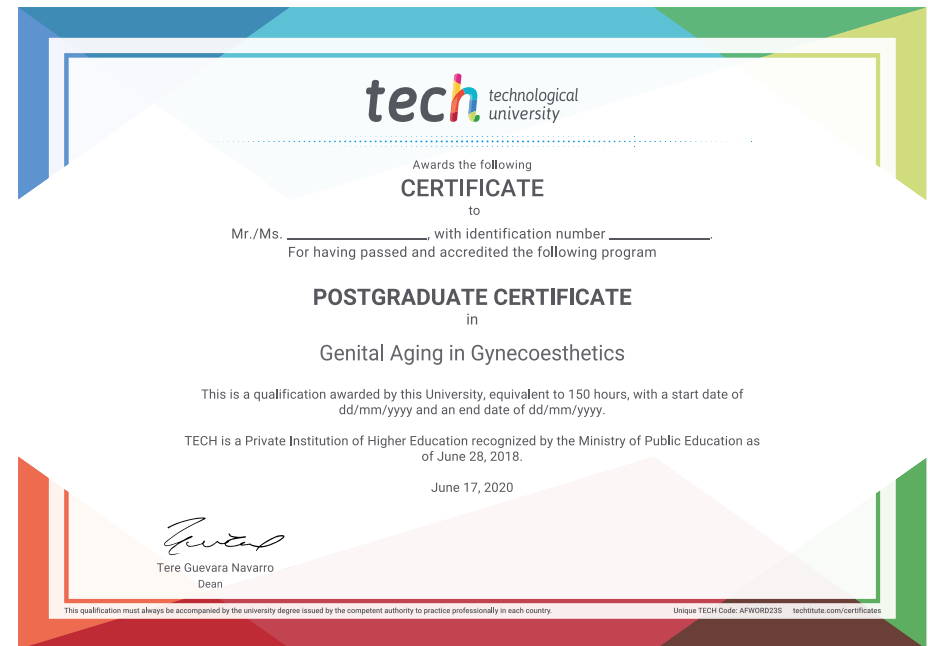 tech technological
university
Awards the following
CERTIFICATE
to
Mr./Ms. ____________________, with identification number ______________.
For having passed and accredited the following program
POSTGRADUATE CERTIFICATE
in
Genital Aging in Gynecoesthetics
This is a qualification awarded by this University, equivalent to 150 hours, with a start date of
dd/mm/yyyy and an end date of dd/mm/yyyy.
TECH is a Private Institution of Higher Education recognized by the Ministry of Public Education as
of June 28, 2018.
June 17, 2020
Tere Guevara Navarro
Dean
This qualification must always be accompanied by the university degree issued by the competent authority to practice professionally in each country. Unique TECH Code: AFWORD23S techtitute.com/certificates